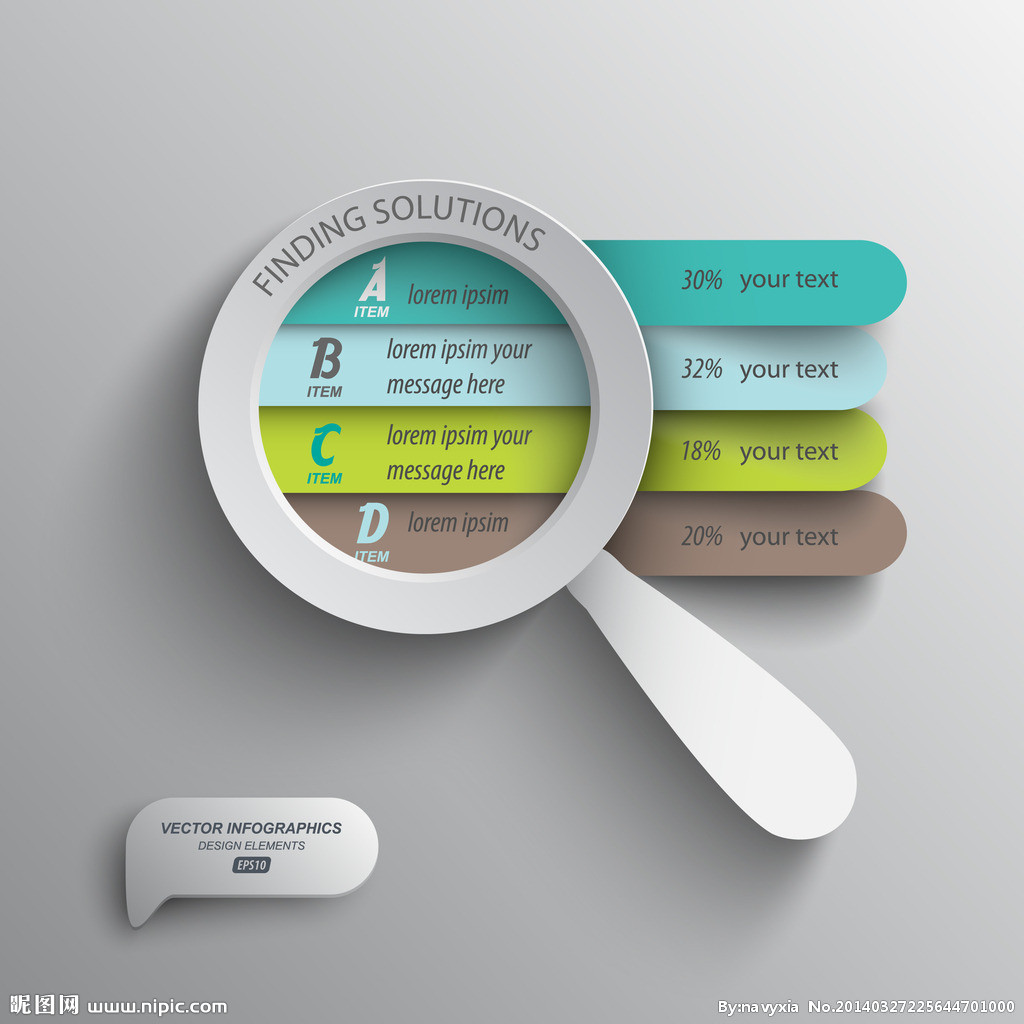 FINDING SOLUTIONS
A
ITEM
lorem ipsim
30% your text
B
ITEM
lorem ipsim your
message here
32% your text
C
ITEM
lorem ipsim your
message here
18% your text
D
ITEM
lorem ipsim
20% your text
VECTOR INFOGRAPHICS
DESIGN ELEMENTS
EPS10
昵图网 www.nipic.com
By:navyxia No.20140327225644701000